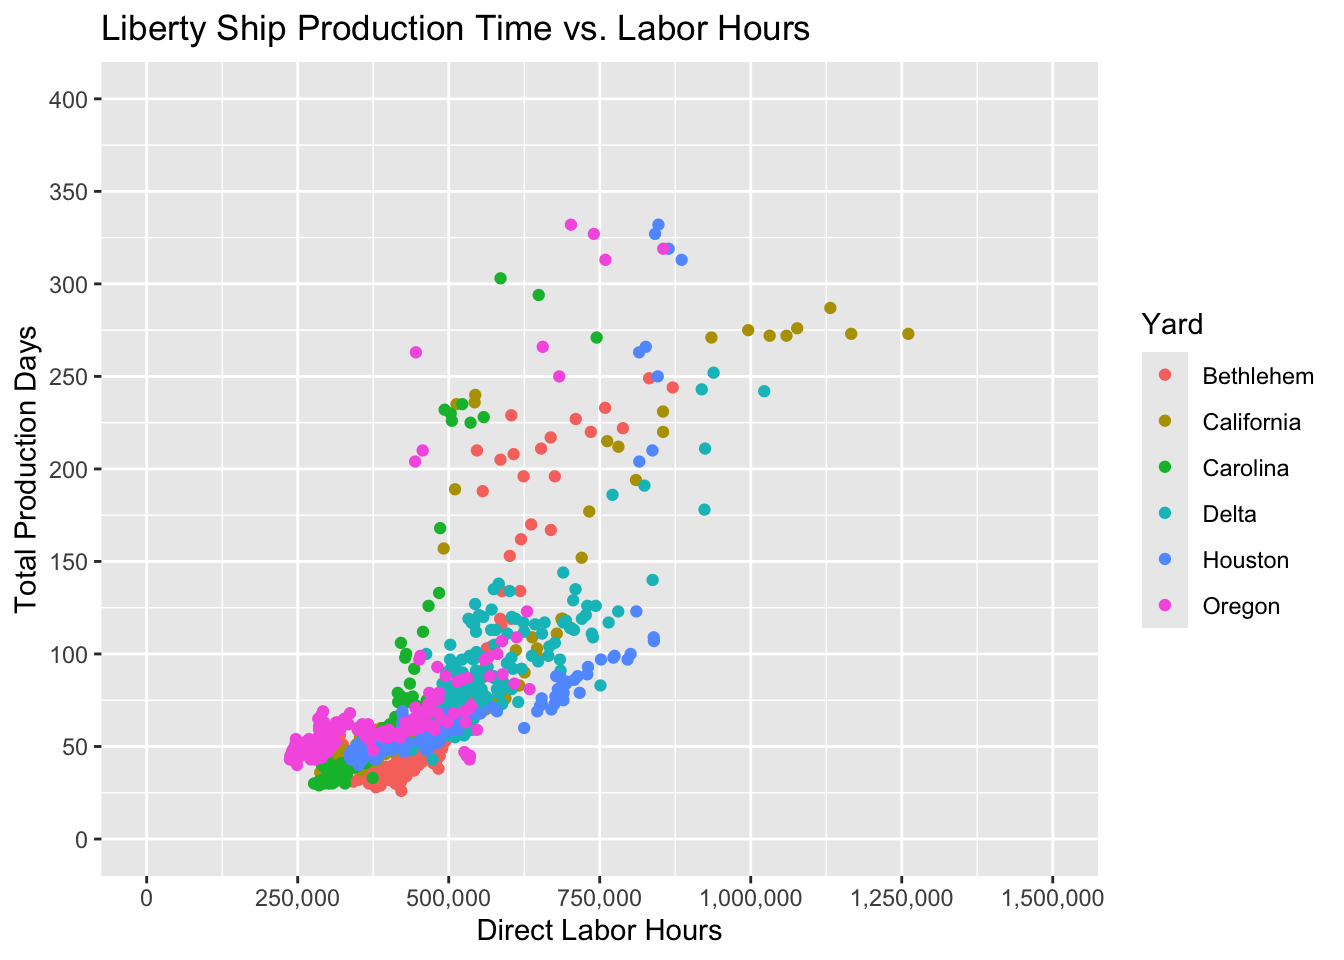 Liberty Ship Production Time vs. Labor Hours
Total Production Days
400
350
300
250
200
150
100
50
0
0 250,000 500,000 750,000 1,000,000 1,250,000 1,500,000
Direct Labor Hours
Yard
Bethlehem
California
Carolina
Delta
Houston
Oregon